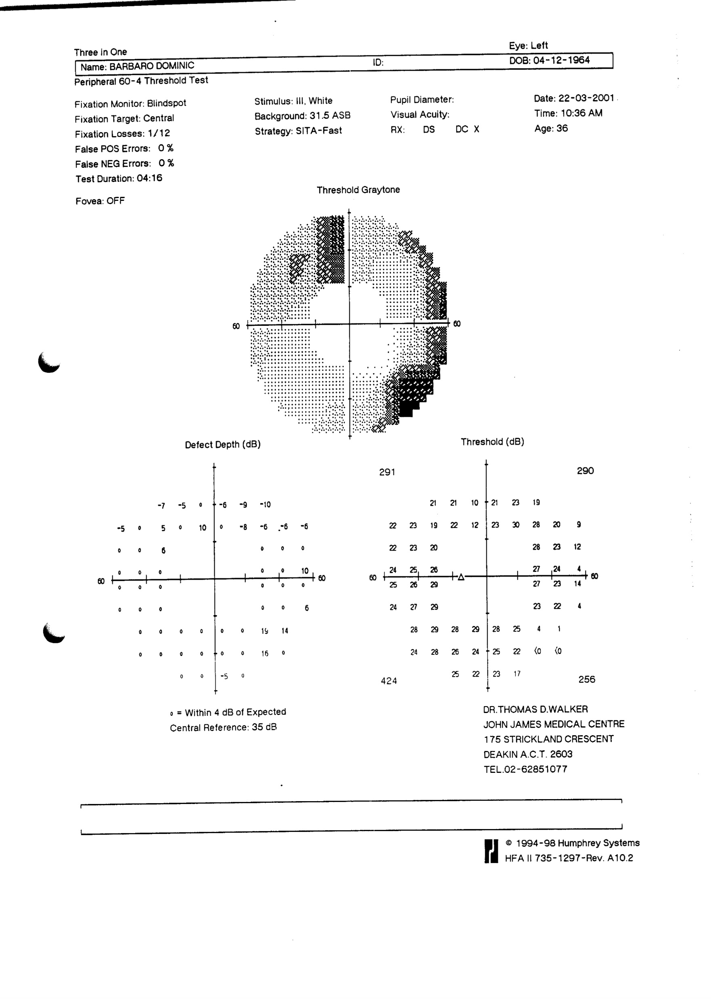 Three in One
Eye: Left
Name: BARBARO DOMINIC ID: DOB: 04-12-1964
Peripheral 60-4 Threshold Test
Fixation Monitor: Blindspot
Fixation Target: Central
Fixation Losses: 1/12
False POS Errors: 0 %
False NEG Errors: 0 %
Test Duration: 04:16
Fovea: OFF
Stimulus: III, White
Background: 31.5 ASB
Strategy: SITA-Fast
Pupil Diameter:
Visual Acuity:
RX: DS DC X
Date: 22-03-2001
Time: 10:36 AM
Age: 36
Threshold Graytone
60 60
Defect Depth (dB)
-7 -5 0 -6 -9 -10
-5 0 5 0 10 0 -8 -6 -6 -6
0 0 6 0 0 0
0 0 0 0 0 10
60 60
0 0 0 0 0 0
0 0 0 0 0 6
0 0 0 0 0 0 19 14
0 0 0 0 0 0 16 0
0 0 -5 0
o = Within 4 dB of Expected
Central Reference: 35 dB
Threshold (dB)
291 290
21 21 10 21 23 19
22 23 19 22 12 23 30 28 20 9
22 23 20 28 23 12
24 25 26 27 24 4
60 60
25 26 29 27 23 14
24 27 29 23 22 4
28 29 28 29 28 25 4 1
24 28 26 24 25 22 <0 <0
25 22 23 17
424 256
DR.THOMAS D.WALKER
JOHN JAMES MEDICAL CENTRE
175 STRICKLAND CRESCENT
DEAKIN A.C.T. 2603
TEL.02-62851077
© 1994-98 Humphrey Systems
HFA II 735-1297-Rev. A10.2